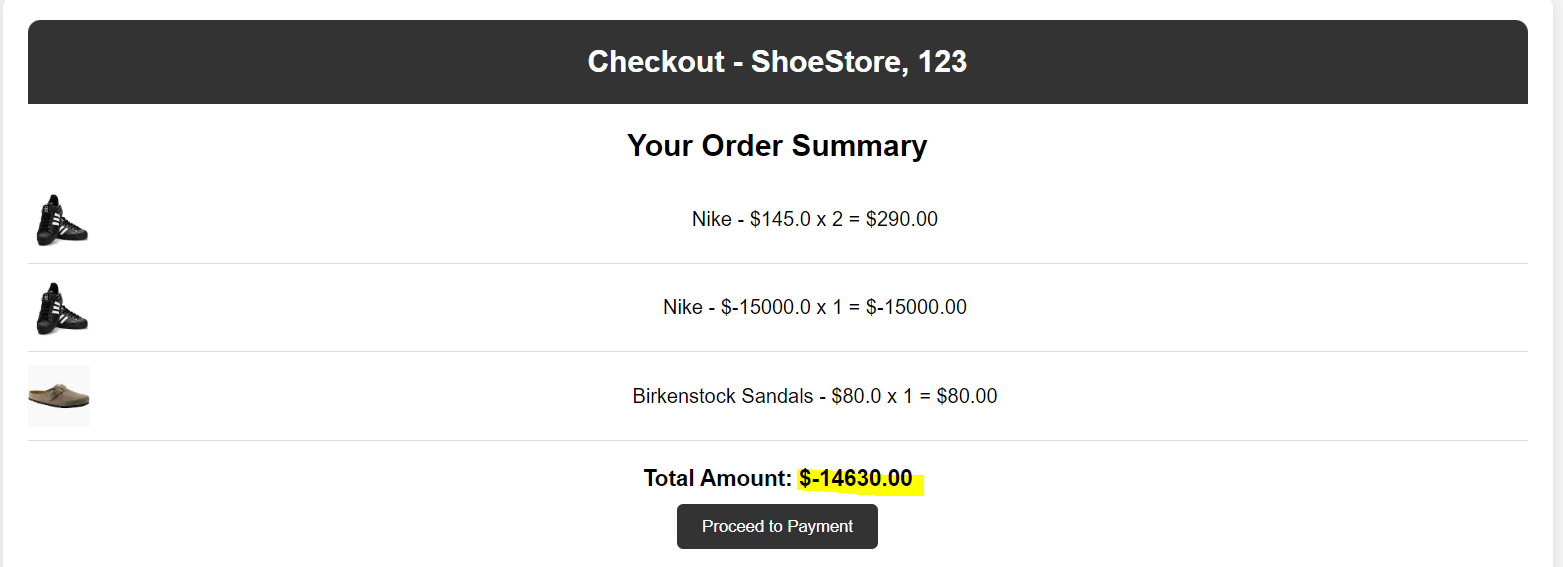 Checkout - ShoeStore, 123
Your Order Summary
Nike - $145.0 x 2 = $290.00
Nike - $-15000.0 x 1 = $-15000.00
Birkenstock Sandals - $80.0 x 1 = $80.00
Total Amount: $-14630.00
Proceed to Payment